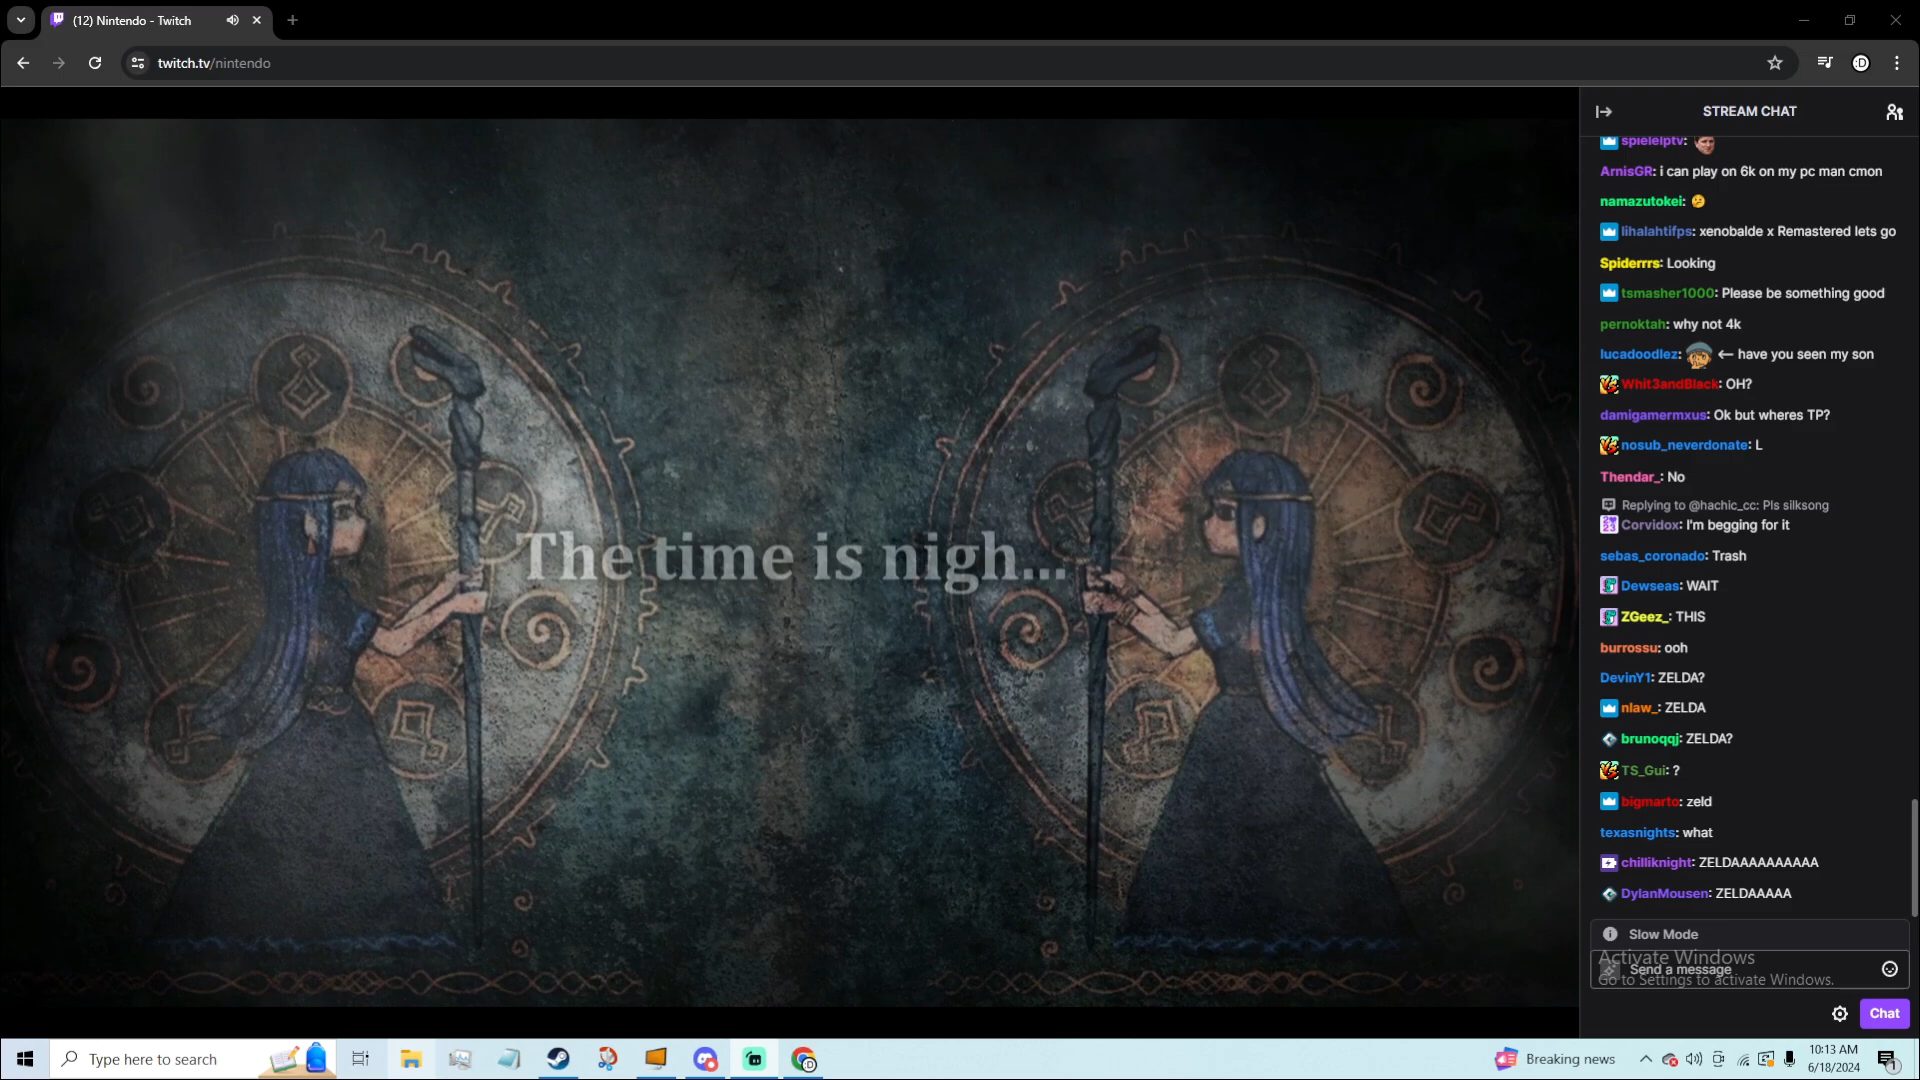 (12) Nintendo - Twitch
twitch.tv/nintendo
STREAM CHAT
spielelptv:
ArnisGR: i can play on 6k on my pc man cmon
namazutokei:
lihalahtifps: xenobalde x Remastered lets go
Spiderrrs: Looking
tsmasher1000: Please be something good
pernoktah: why not 4k
lucadoodlez: ← have you seen my son
Whit3andBlack: OH?
damigamermxus: Ok but wheres TP?
nosub_neverdonate: L
Thendar_: No
Replying to @hachic_cc: Pls silksong
Corvidox: I'm begging for it
sebas_coronado: Trash
Dewseas: WAIT
ZGeez_: THIS
burrossu: ooh
DevinY1: ZELDA?
nlaw_: ZELDA
brunoqqj: ZELDA?
TS_Gui: ?
bigmarto: zeld
texasnights: what
chilliknight: ZELDAAAAAAAAAA
DylanMousen: ZELDAAAAA
The time is nigh...
Slow Mode
Activate Windows
Send a message
Go to Settings to activate Windows.
Chat
Type here to search
Breaking news
10:13 AM
6/18/2024
1